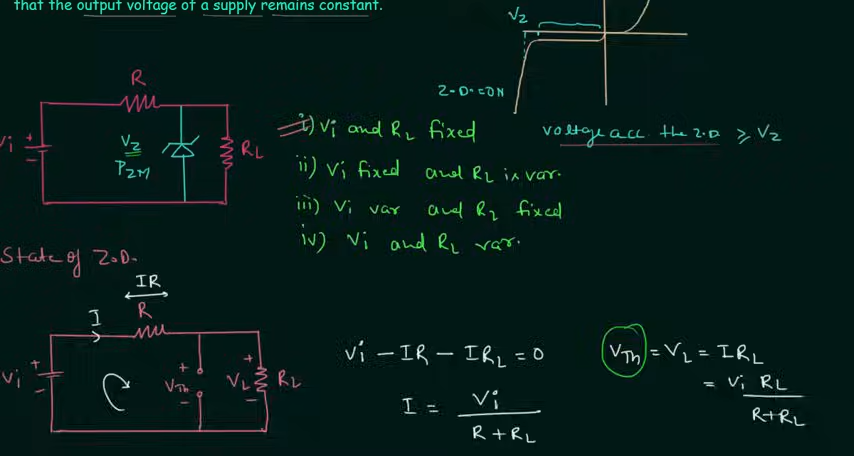 that the output voltage of a supply remains constant.
VZ
Z.D. = ON
R
i) Vi and RL fixed
voltage acc. the Z.D. ≥ VZ
Vi
+
-
VZ
PZM
RL
ii) Vi fixed and RL is var.
iii) Vi var and RL fixed
iv) Vi and RL var.
State of Z.D.
IR
I
R
Vi
+
-
+
VTh
-
+
VL
-
RL
Vi - IR - IRL = 0
I = Vi / R + RL
VTh = VL = IRL
= Vi RL / R + RL